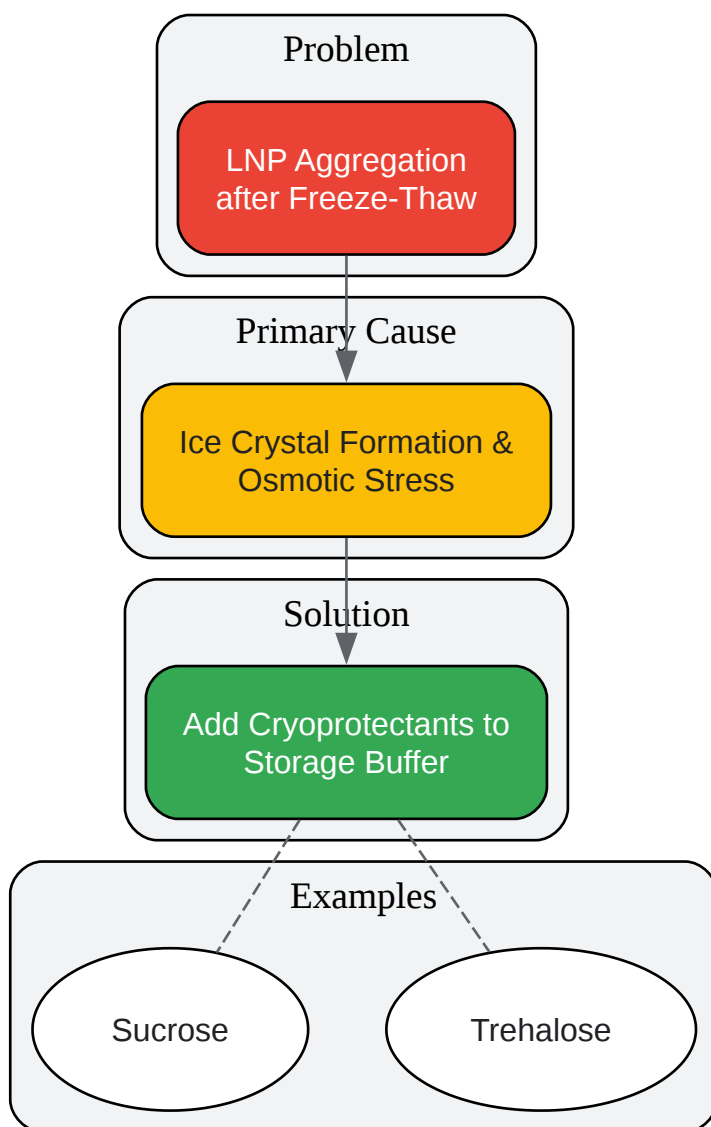 Problem
LNP Aggregation
after Freeze-Thaw
Primary Cause
Ice Crystal Formation &
Osmotic Stress
Solution
Add Cryoprotectants to
Storage Buffer
Examples
Sucrose
Trehalose